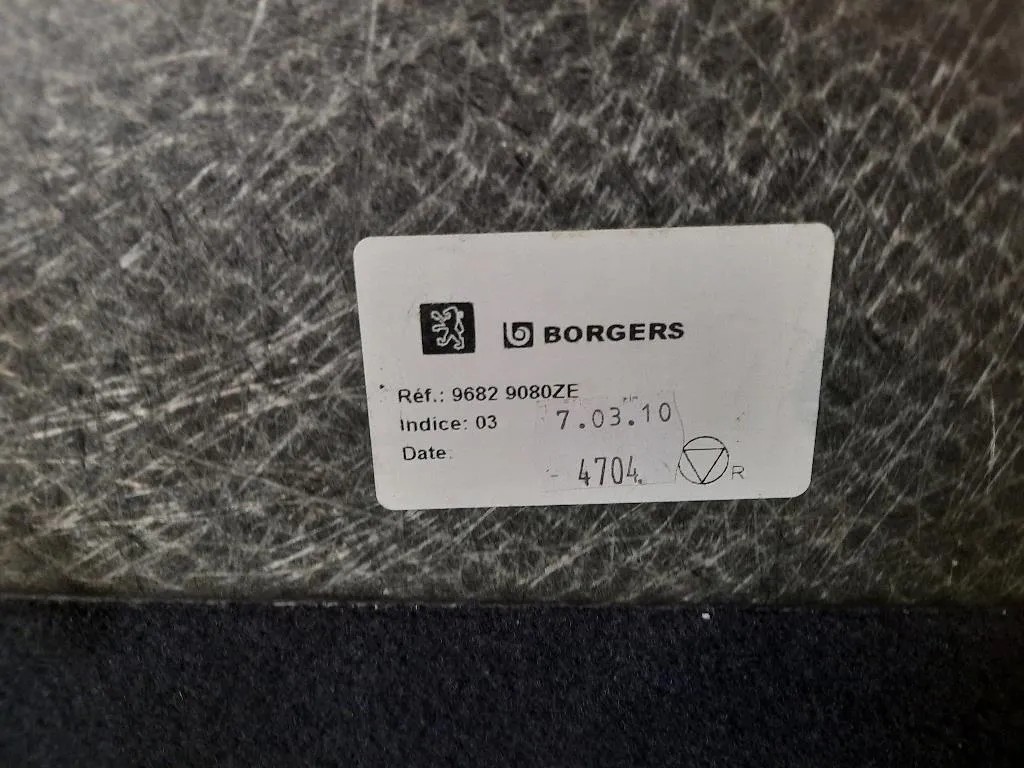 BORGERS
Réf.: 9682 9080ZE
Indice: 03
7.03.10
Date:
4704.
R